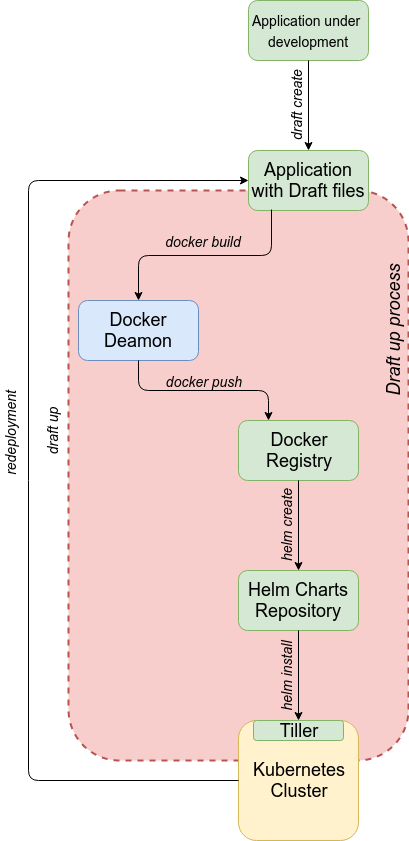 Application under
development
draft create
Application
with Draft files
docker build
Draft up process
Docker
Deamon
docker push
redeployment
draft up
Docker
Registry
helm create
Helm Charts
Repository
helm install
Tiller
Kubernetes
Cluster